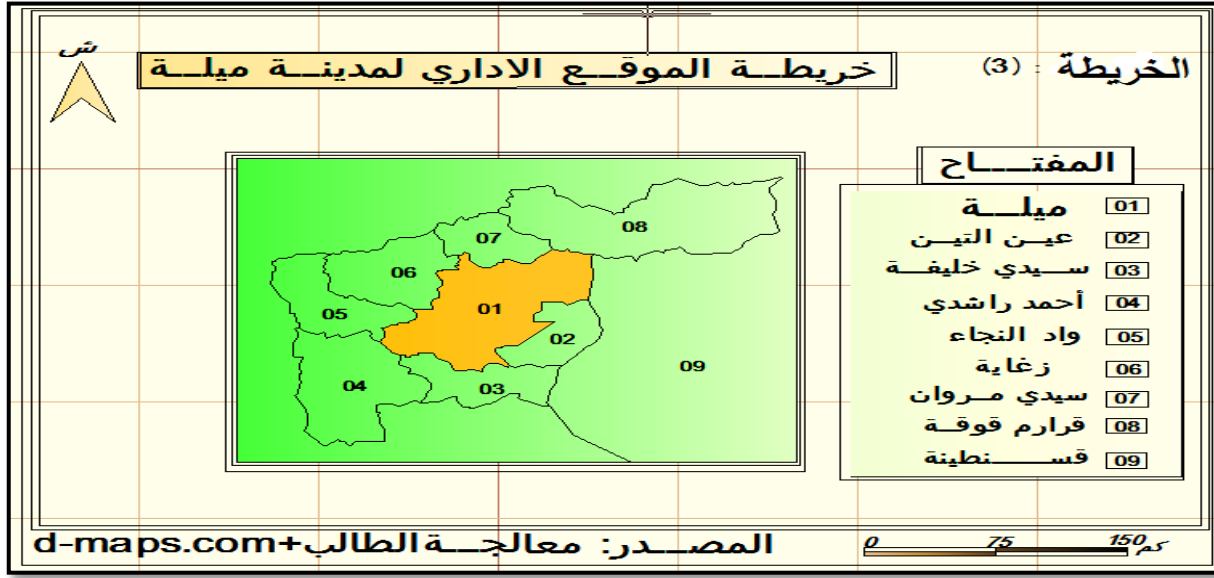 الخريطة : (3)
خريطة الموقع الاداري لمدينة ميلة
ش
المفتاح
01 ميلة
02 عين التين
03 سيدي خليفة
04 أحمد راشدي
05 واد النجاء
06 زغاية
07 سيدي مروان
08 قرارم قوقة
09 قسنطينة
08
07
06
01
05
02
09
04
03
المصدر: معالجة الطالب+d-maps.com
0 75 150 كم